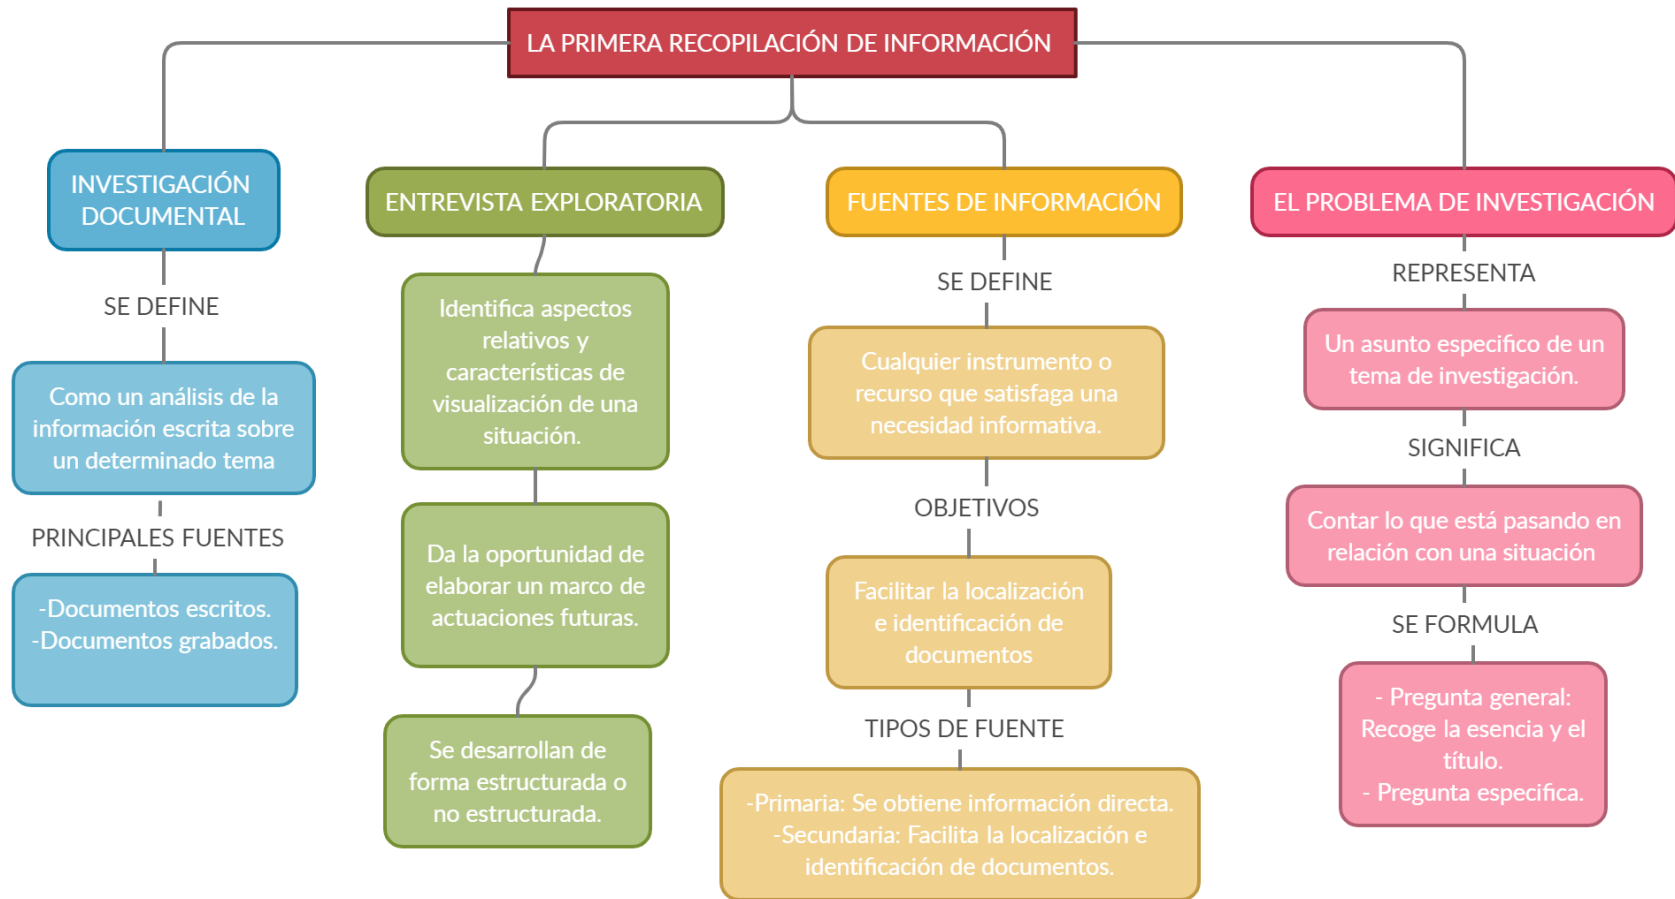 LA PRIMERA RECOPILACIÓN DE INFORMACIÓN
INVESTIGACIÓN
DOCUMENTAL
SE DEFINE
Como un análisis de la
información escrita sobre
un determinado tema
PRINCIPALES FUENTES
-Documentos escritos.
-Documentos grabados.
ENTREVISTA EXPLORATORIA
Identifica aspectos
relativos y
características de
visualización de una
situación.
Da la oportunidad de
elaborar un marco de
actuaciones futuras.
Se desarrollan de
forma estructurada o
no estructurada.
FUENTES DE INFORMACIÓN
SE DEFINE
Cualquier instrumento o
recurso que satisfaga una
necesidad informativa.
OBJETIVOS
Facilitar la localización
e identificación de
documentos
TIPOS DE FUENTE
-Primaria: Se obtiene información directa.
-Secundaria: Facilita la localización e
identificación de documentos.
EL PROBLEMA DE INVESTIGACIÓN
REPRESENTA
Un asunto especifico de un
tema de investigación.
SIGNIFICA
Contar lo que está pasando en
relación con una situación
SE FORMULA
- Pregunta general:
Recoge la esencia y el
título.
- Pregunta especifica.